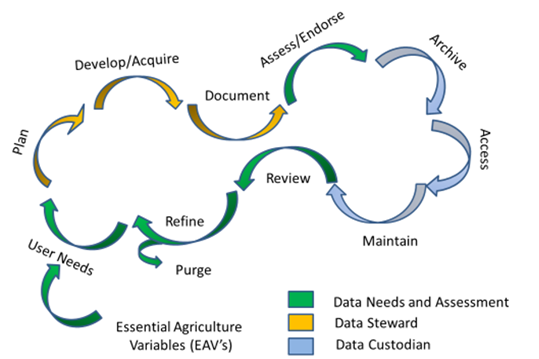 Assess/Endorse
Develop/Acquire
Archive
Document
Plan
Access
Review
Refine
Maintain
User Needs
Purge
Essential Agriculture
Variables (EAV's)
Data Needs and Assessment
Data Steward
Data Custodian